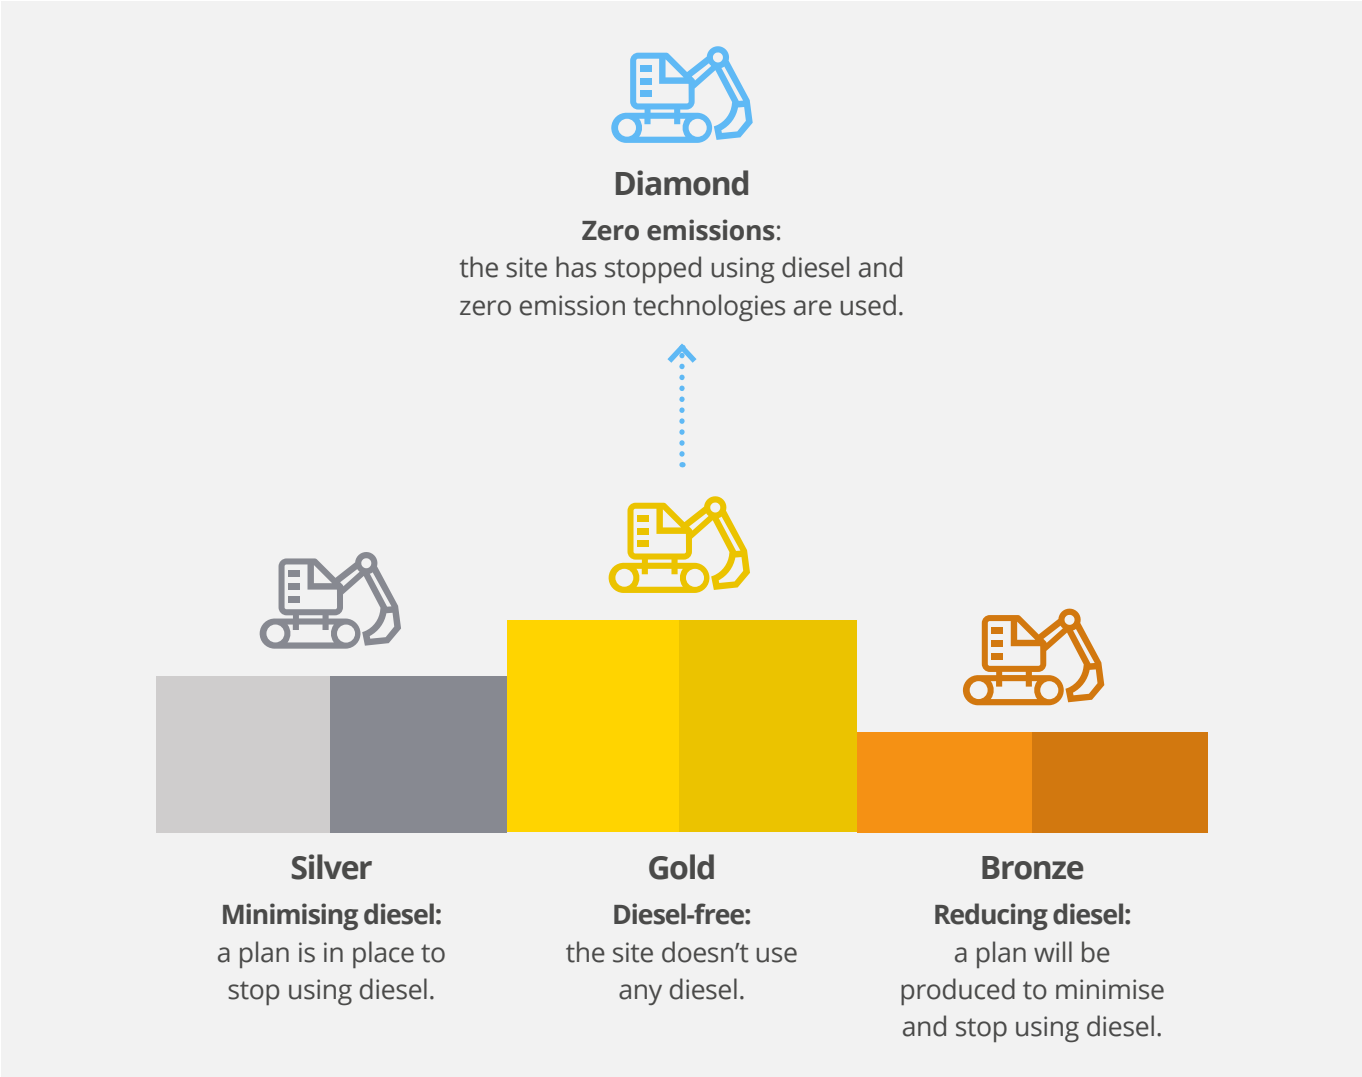 Diamond
Zero emissions:
the site has stopped using diesel and
zero emission technologies are used.
Silver
Minimising diesel:
a plan is in place to
stop using diesel.
Gold
Diesel-free:
the site doesn’t use
any diesel.
Bronze
Reducing diesel:
a plan will be
produced to minimise
and stop using diesel.